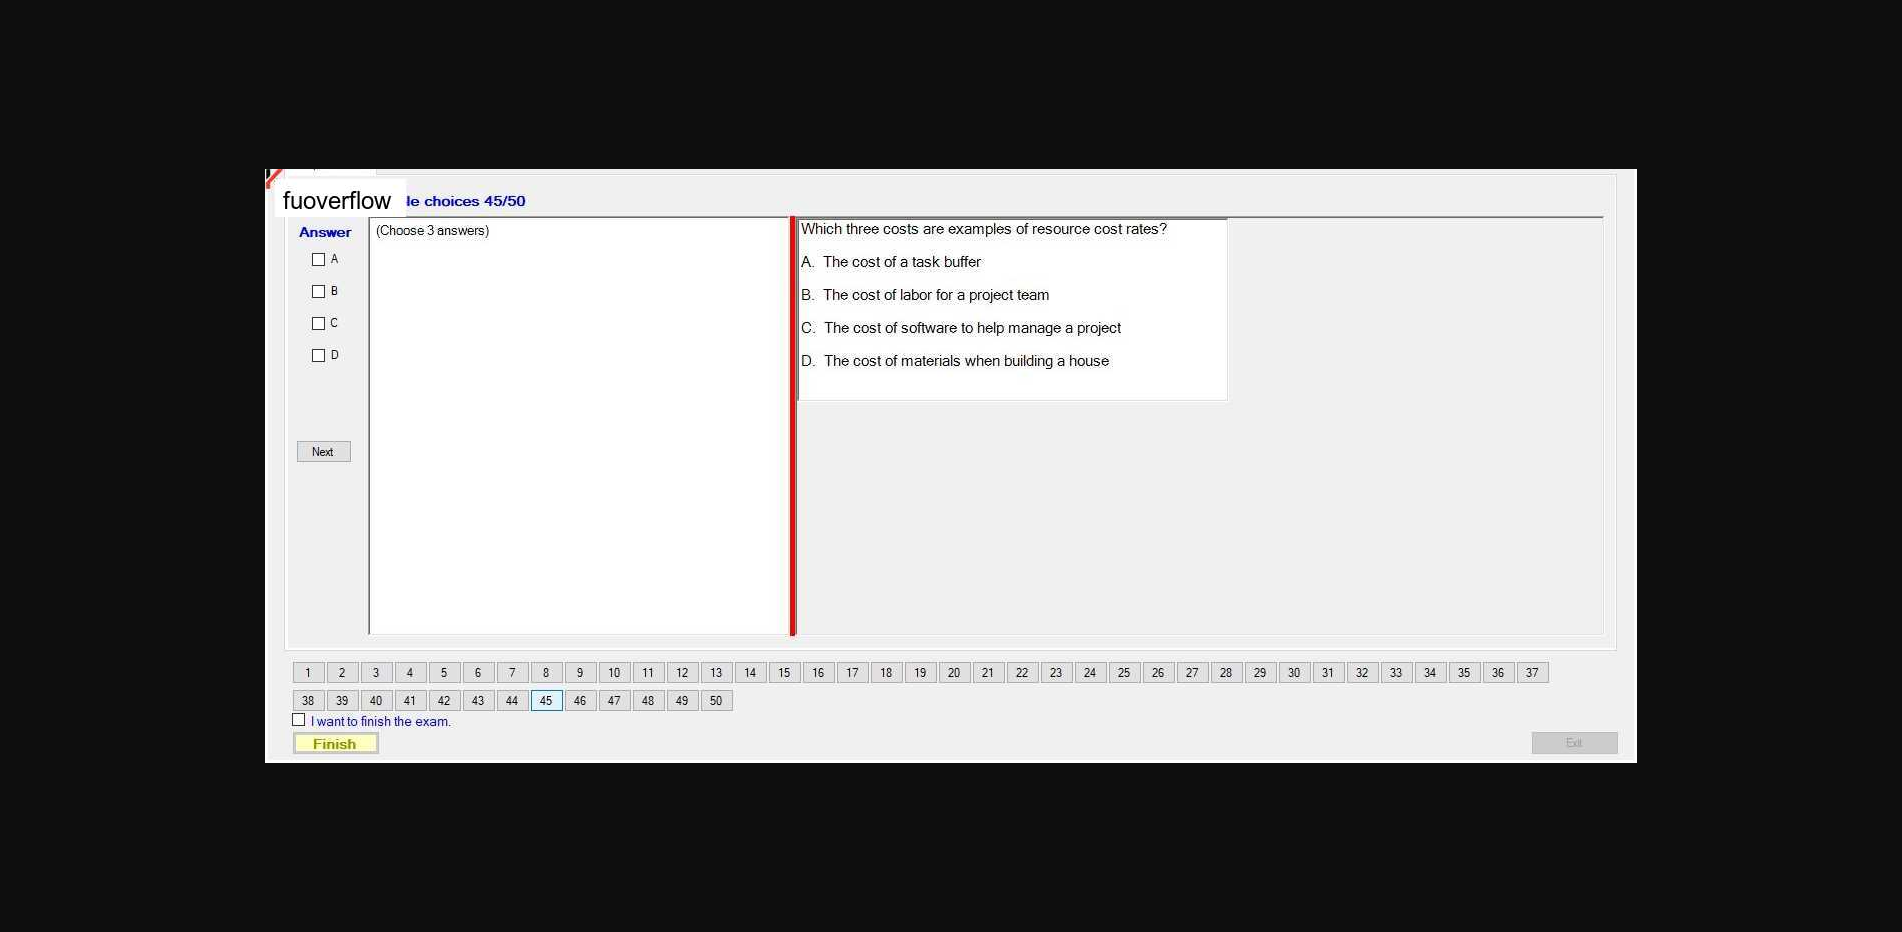 fuoverflow
le choices 45/50
Answer
(Choose 3 answers)
A
B
C
D
Next
Which three costs are examples of resource cost rates?
A. The cost of a task buffer
B. The cost of labor for a project team
C. The cost of software to help manage a project
D. The cost of materials when building a house
1 2 3 4 5 6 7 8 9 10 11 12 13 14 15 16 17 18 19 20 21 22 23 24 25 26 27 28 29 30 31 32 33 34 35 36 37
38 39 40 41 42 43 44 45 46 47 48 49 50
I want to finish the exam.
Finish
Exit